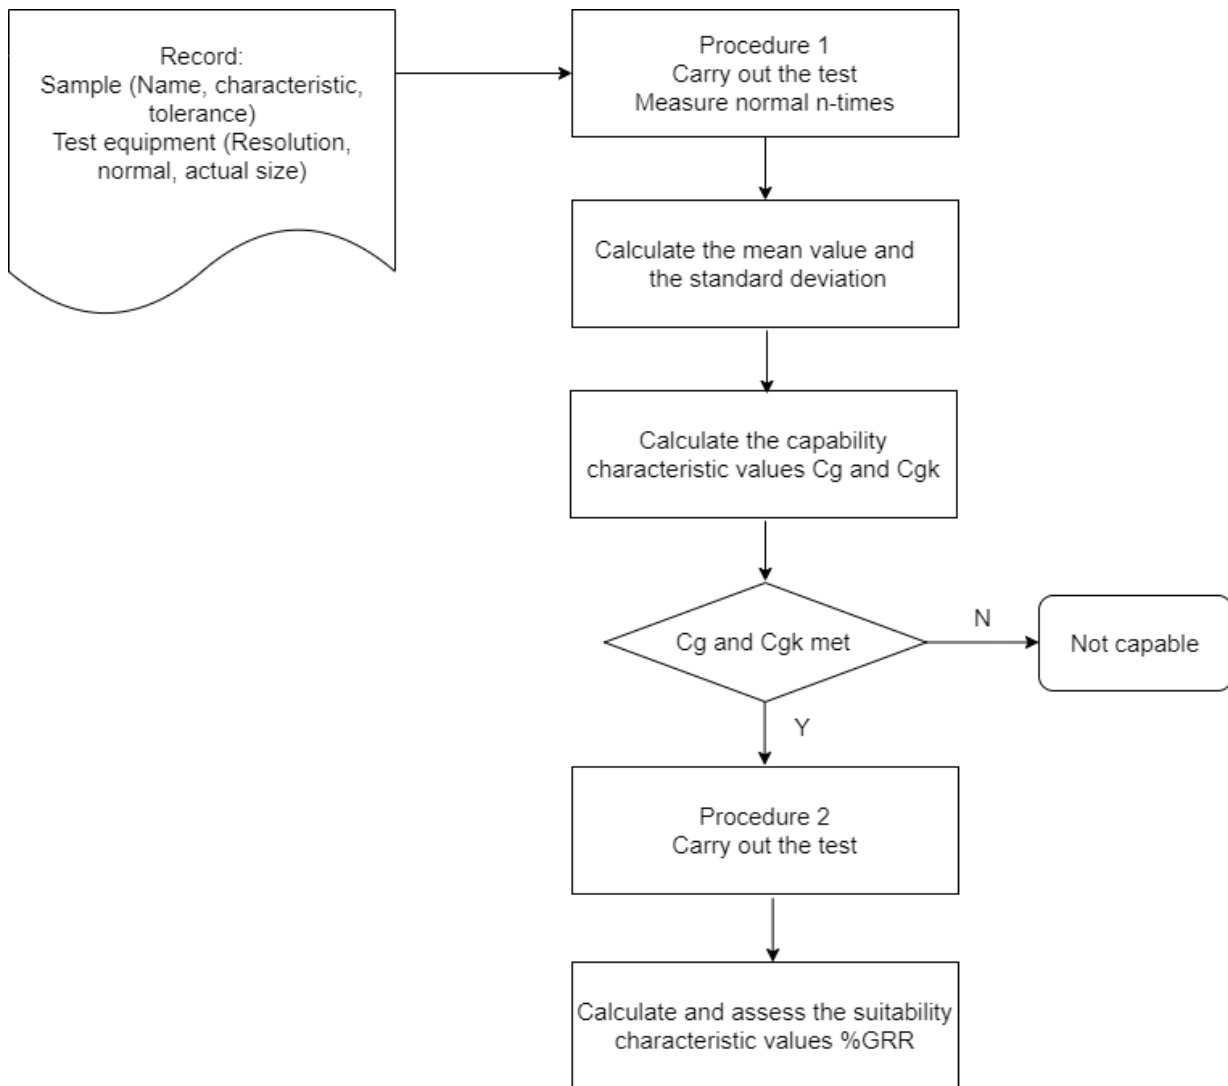 Record:
Sample (Name, characteristic,
tolerance)
Test equipment (Resolution,
normal, actual size)
Procedure 1
Carry out the test
Measure normal n-times
Calculate the mean value and
the standard deviation
Calculate the capability
characteristic values Cg and Cgk
Cg and Cgk met
N
Not capable
Y
Procedure 2
Carry out the test
Calculate and assess the suitability
characteristic values %GRR